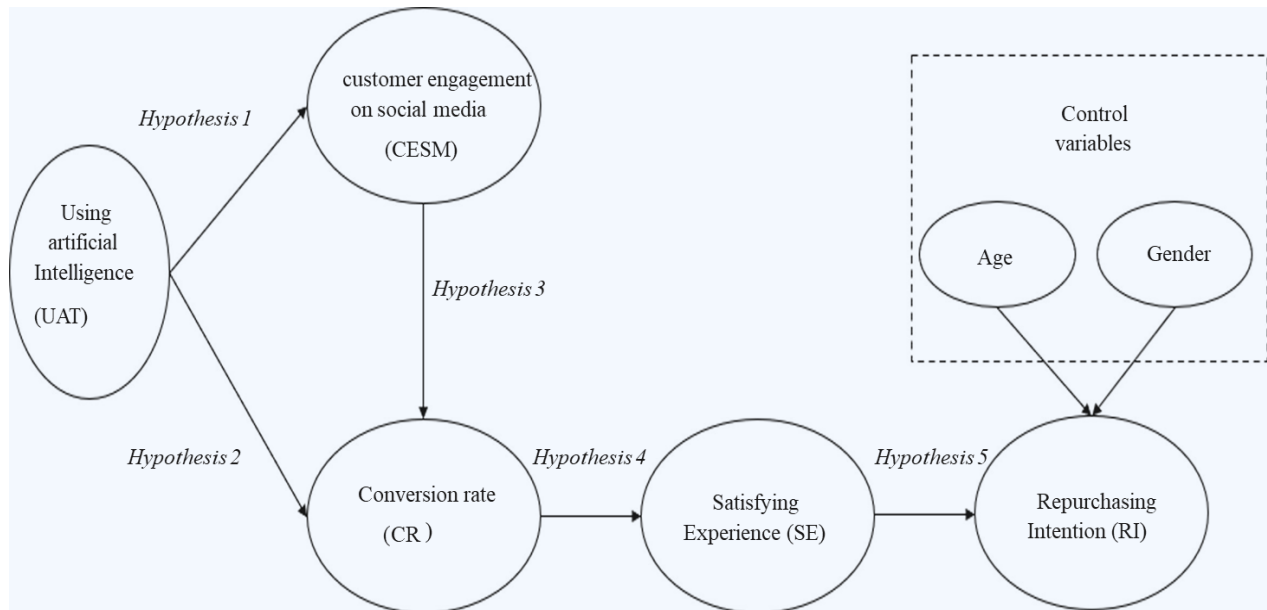 customer engagement
on social media
(CESM)
Hypothesis 1
Control
variables
Using
artificial
Intelligence
(UAT)
Age
Gender
Hypothesis 3
Hypothesis 2
Hypothesis 4
Hypothesis 5
Conversion rate
(CR)
Satisfying
Experience (SE)
Repurchasing
Intention (RI)